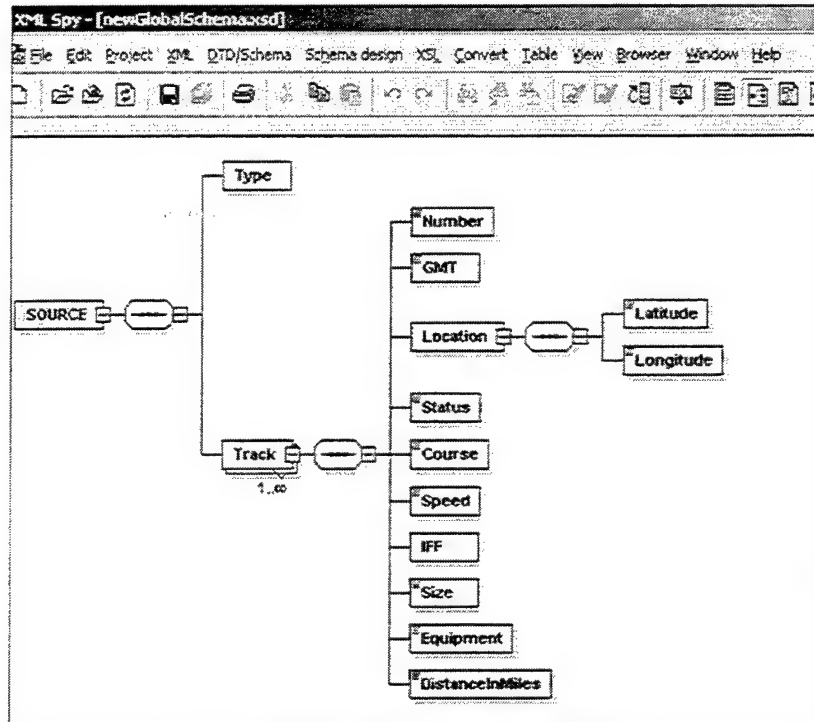 XML Spy - [newGlobalSchema.xsd]
File Edit Project XML DTD/Schema Schema design XSL Convert Table View Browser Window Help
Type
Number
GMT
SOURCE
Location
Latitude
Longitude
Status
Track
Course
1..∞
Speed
IFF
Size
Equipment
DistanceInMiles